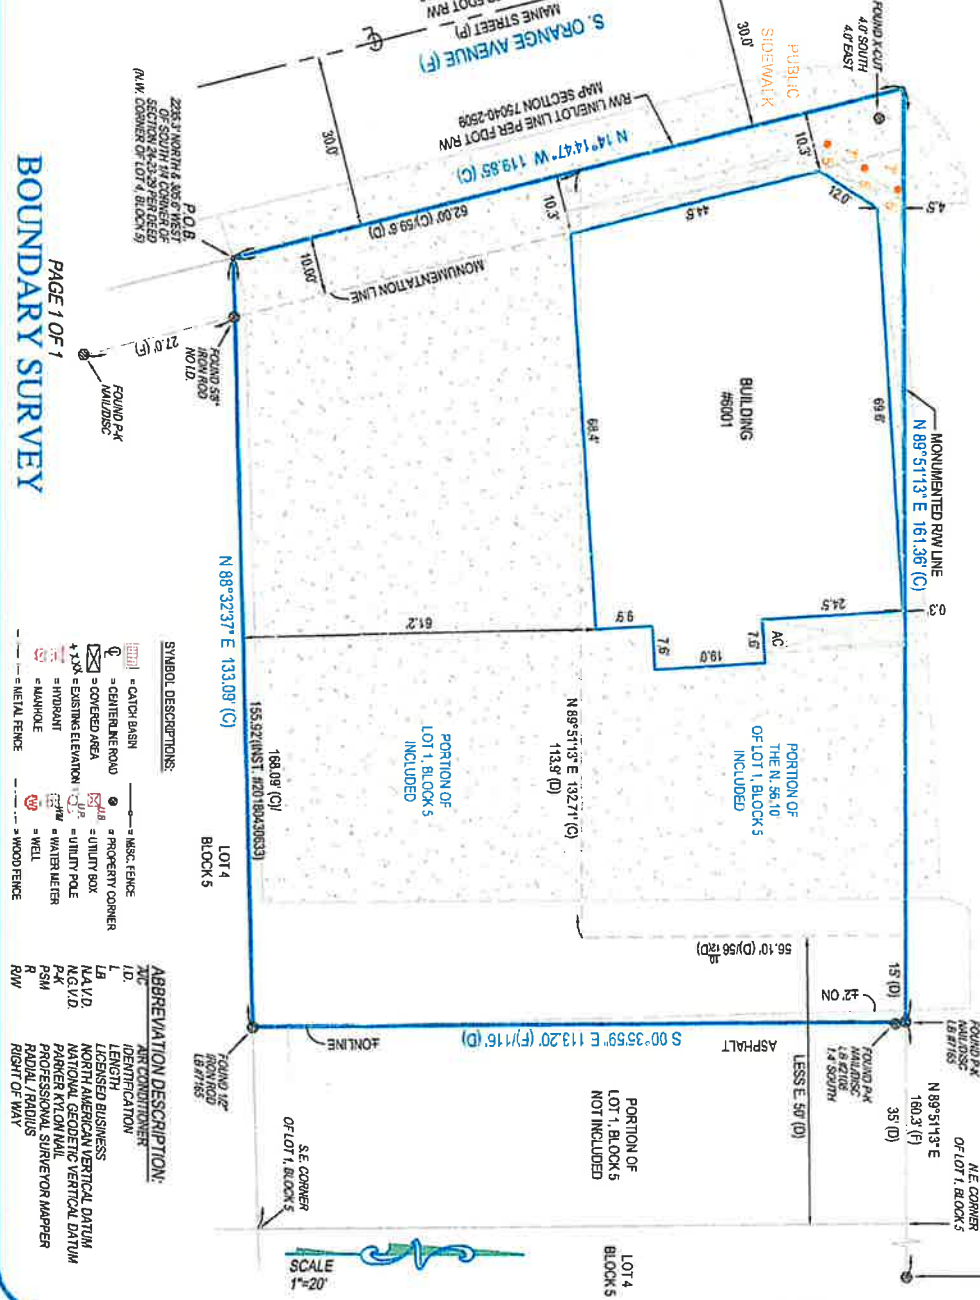 FOUND X-CUT
4.0' SOUTH
4.0' EAST
PUBLIC
SIDEWALK
30.0'
MAINE STREET (P)
S. ORANGE AVENUE (F)
R/W LINE/LOT LINE PER FDOT R/W
MAP SECTION 75040-2509
N 14°14'47" W 119.85' (C)
30.0'
10.3'
12.0'
4.5'
10.3'
44.6'
62.00' (C)/59.6' (D)
10.00'
MONUMENTATION LINE
P.O.B.
2235.3' NORTH & 305.6' WEST
OF SOUTH 1/4 CORNER OF
SECTION 24-23-29 PER DEED
(N.W. CORNER OF LOT 4, BLOCK 5)
27.0' (F)
FOUND 5/8"
IRON ROD
NO I.D.
FOUND P-K
NAIL/DISC
MONUMENTED R/W LINE
N 89°51'13" E 161.36' (C)
BUILDING
#6001
69.6'
68.4'
0.3'
24.5'
AC
7.6'
19.0'
7.6'
9.9'
61.2'
N 88°32'37" E 133.09' (C)
168.09' (C)/
155.92' (INST. #20180430633)
N 89°51'13" E 132.71' (C)
113.9' (D)
PORTION OF
THE N. 56.10'
OF LOT 1, BLOCK 5
INCLUDED
PORTION OF
LOT 1, BLOCK 5
INCLUDED
LOT 4
BLOCK 5
15' (D)
±2' ON
ASPHALT
S 00°35'59" E 113.20' (F)/116' (D)
±ONLINE
FOUND 1/2"
IRON ROD
LB #7165
FOUND P-K
NAIL/DISC
LB #7165
FOUND P-K
NAIL/DISC
LB #2108
1.4' SOUTH
N 89°51'13" E
160.3' (F)
35' (D)
N.E. CORNER
OF LOT 1, BLOCK 5
LESS E. 50' (D)
PORTION OF
LOT 1, BLOCK 5
NOT INCLUDED
S.E. CORNER
OF LOT 1, BLOCK 5
LOT 4
BLOCK 5
SCALE
1"=20'
PAGE 1 OF 1
BOUNDARY SURVEY
SYMBOL DESCRIPTIONS:
= CATCH BASIN
= CENTERLINE ROAD
= COVERED AREA
= EXISTING ELEVATION
= HYDRANT
= MANHOLE
= METAL FENCE
= MISC. FENCE
= PROPERTY CORNER
= UTILITY BOX
= UTILITY POLE
= WATER METER
= WELL
= WOOD FENCE
ABBREVIATION DESCRIPTION:
A/C AIR CONDITIONER
I.D. IDENTIFICATION
L LENGTH
LB LICENSED BUSINESS
N.A.V.D. NORTH AMERICAN VERTICAL DATUM
N.G.V.D. NATIONAL GEODETIC VERTICAL DATUM
P-K PARKER KYLON NAIL
PSM PROFESSIONAL SURVEYOR MAPPER
R RADIAL / RADIUS
R/W RIGHT OF WAY